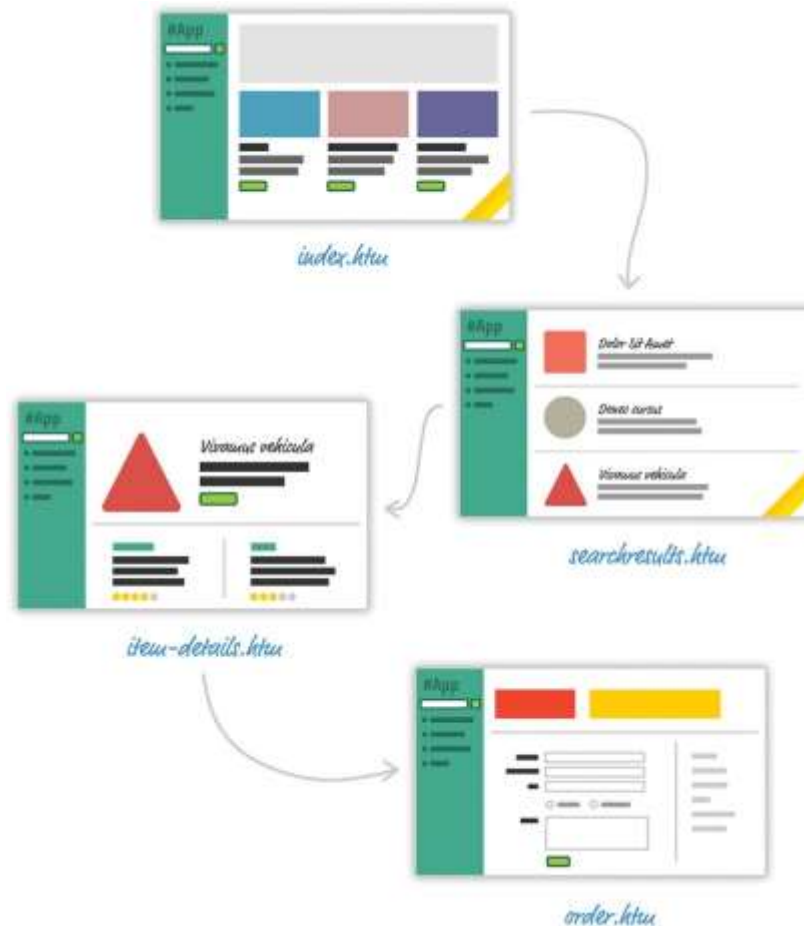 #App
index.htm
#App
Dolor Sit Amet
Donec cursus
Vivamus vehicula
searchresults.htm
#App
Vivamus vehicula
item-details.htm
#App
order.htm